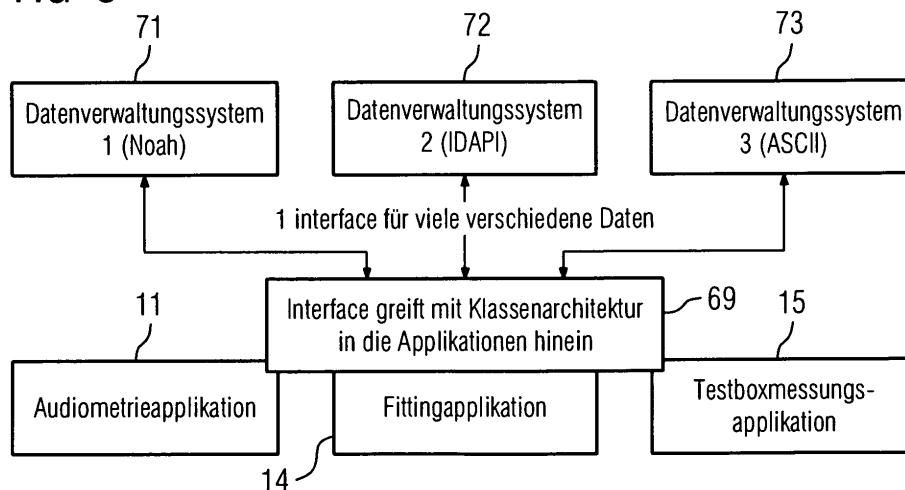 71
72
73
Datenverwaltungssystem
1 (Noah)
Datenverwaltungssystem
2 (IDAPI)
Datenverwaltungssystem
3 (ASCII)
1 interface für viele verschiedene Daten
Interface greift mit Klassenarchitektur
in die Applikationen hinein
69
11
15
Audiometrieapplikation
Fittingapplikation
Testboxmessungs-
applikation
14